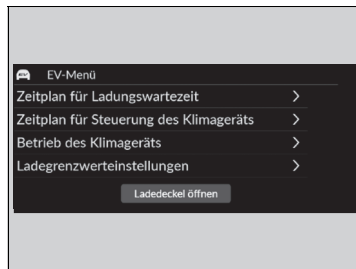 EV-Menü
Zeitplan für Ladungswartezeit
Zeitplan für Steuerung des Klimageräts
Betrieb des Klimageräts
Ladegrenzwerteinstellungen
Ladedeckel öffnen